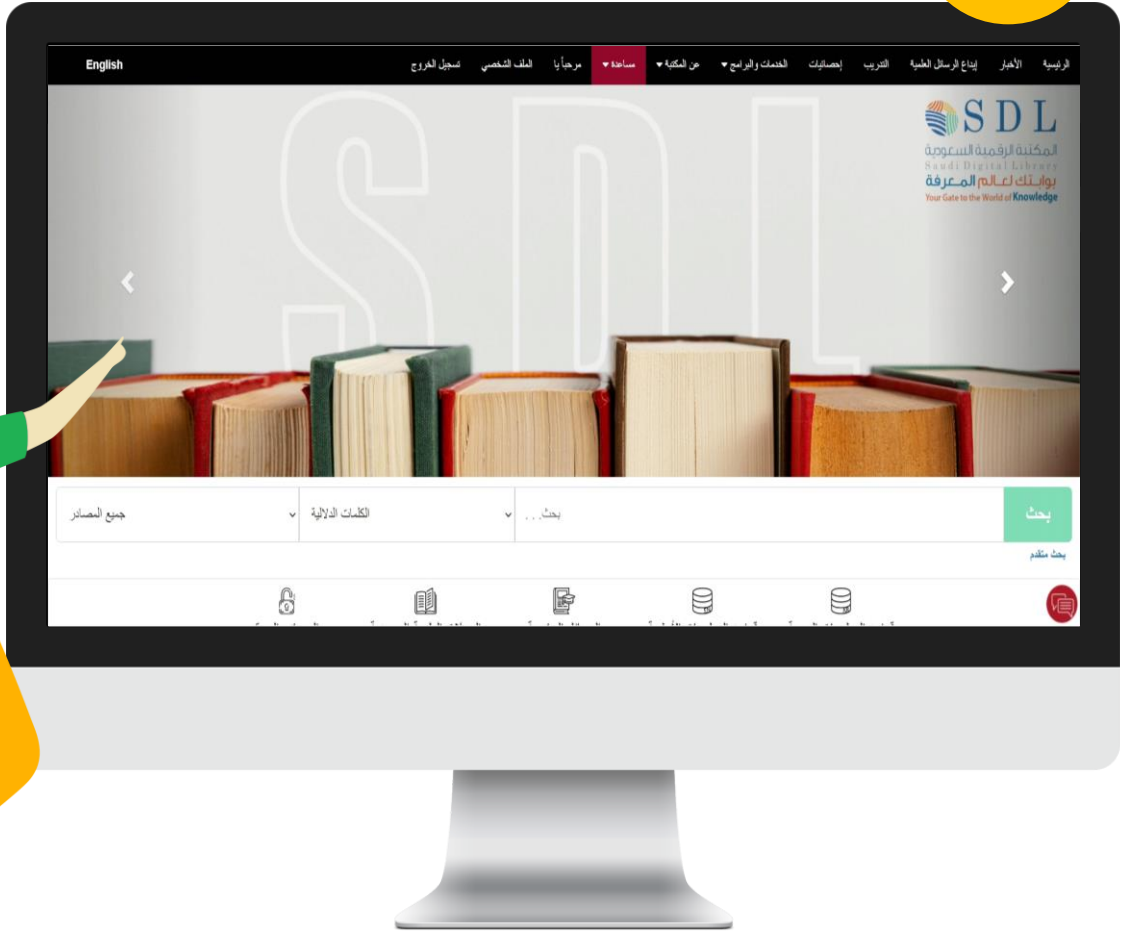 الرئيسية الأخبار إيداع الرسائل العلمية التدريب إحصائيات الخدمات والبرامج عن المكتبة مساعدة مرحباً يا الملف الشخصي تسجيل الخروج English
SDL
المكتبة الرقمية السعودية
Saudi Digital Library
بوابتك لعالم المعرفة
Your Gate to the World of Knowledge
SDL
بحث بحث... الكلمات الدلالية جميع المصادر
بحث متقدم